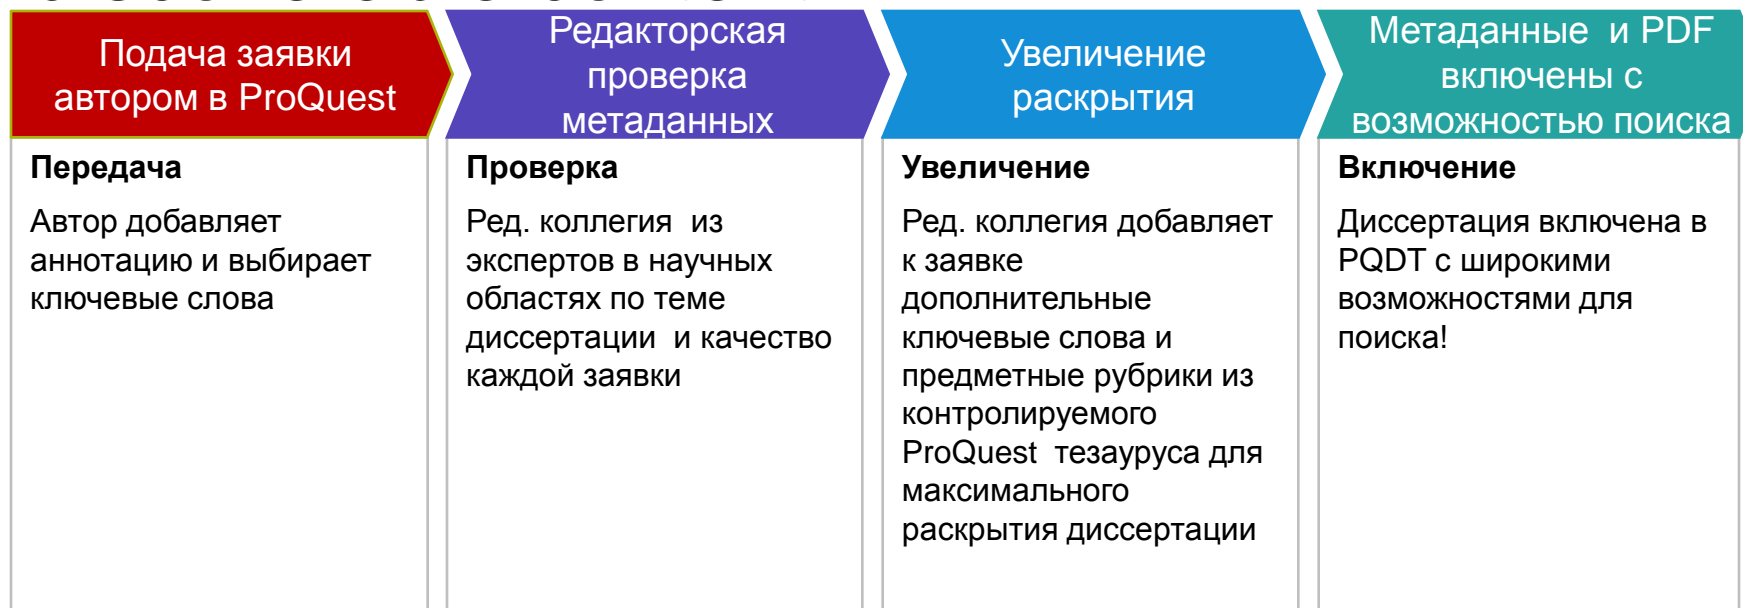 Подача заявки
автором в ProQuest
Редакторская
проверка
метаданных
Увеличение
раскрытия
Метаданные  и PDF
включены с
возможностью поиска
Передача
Автор добавляет
аннотацию и выбирает
ключевые слова
Проверка
Ред. коллегия  из
экспертов в научных
областях по теме
диссертации  и качество
каждой заявки
Увеличение
Ред. коллегия добавляет
к заявке
дополнительные
ключевые слова и
предметные рубрики из
контролируемого
ProQuest  тезауруса для
максимального
раскрытия диссертации
Включение
Диссертация включена в
PQDT с широкими
возможностями для
поиска!